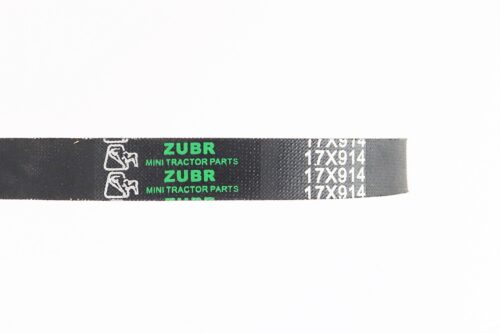 17X914
ZUBR
MINI TRACTOR PARTS
17X914
ZUBR
MINI TRACTOR PARTS
17X914